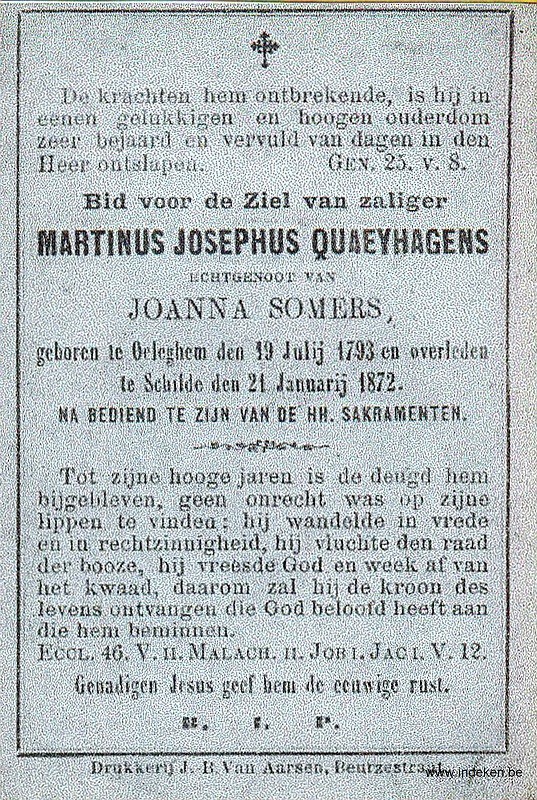 De krachten hem ontbrekende, is hij in
eenen gelukkigen en hoogen ouderdom
zeer bejaard en vervuld van dagen in den
Heer ontslapen. GEN. 25. v. 8.
Bid voor de Ziel van zaliger
MARTINUS JOSEPHUS QUAEYHAGENS
ECHTGENOOT VAN
JOANNA SOMERS,
geboren te Oeleghem den 19 Julij 1793 en overleden
te Schilde den 21 Januarij 1872.
NA BEDIEND TE ZIJN VAN DE HH. SAKRAMENTEN.
Tot zijne hooge jaren is de deugd hem
bijgebleven, geen onrecht was op zijne
lippen te vinden; hij wandelde in vrede
en in rechtzinnigheid, hij vluchte den raad
der booze, hij vreesde God en week af van
het kwaad, daarom zal hij de kroon des
levens ontvangen die God beloofd heeft aan
die hem beminnen.
ECCL. 46. V. II. MALACH. II. JOB I. JAC I. V. 12.
Genadigen Jesus geef hem de eeuwige rust.
R. I. P.
Drukkerij J. B. Van Aarsen, Beurzestraat
www.indeken.be